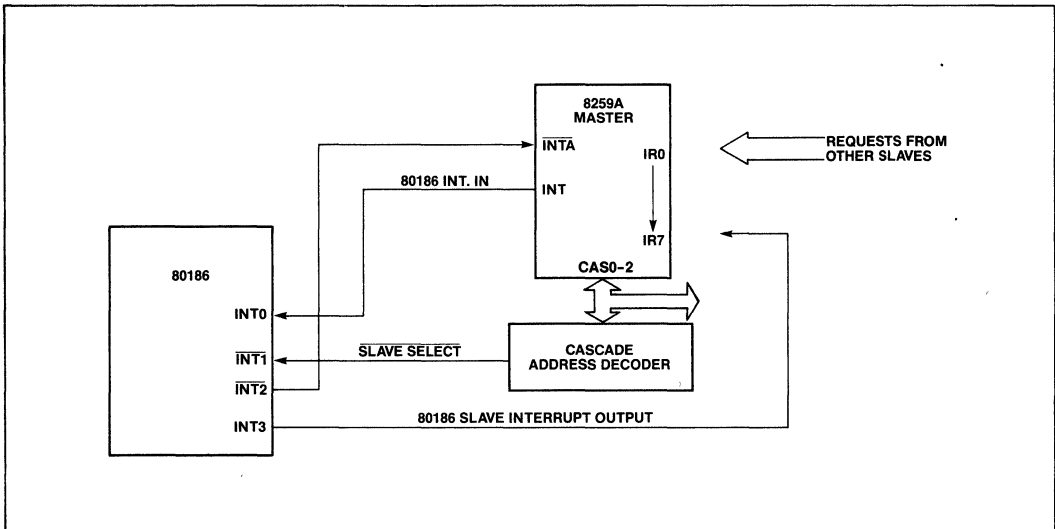 8259A
MASTER
INTA
IR0
REQUESTS FROM
OTHER SLAVES
80186 INT. IN
INT
IR7
CAS0-2
80186
INT0
SLAVE SELECT
CASCADE
ADDRESS DECODER
INT1
INT2
80186 SLAVE INTERRUPT OUTPUT
INT3